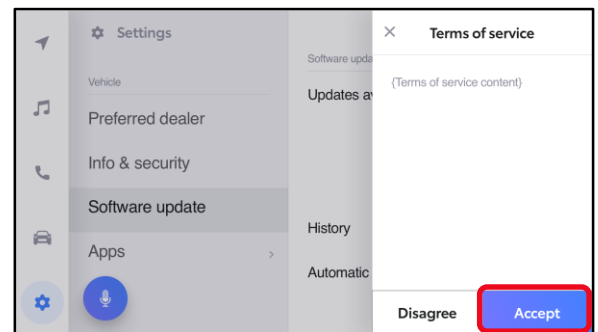 Settings
Vehicle
Preferred dealer
Info & security
Software update
Apps
Software upda
Updates av
History
Automatic
Terms of service
{Terms of service content}
Disagree
Accept